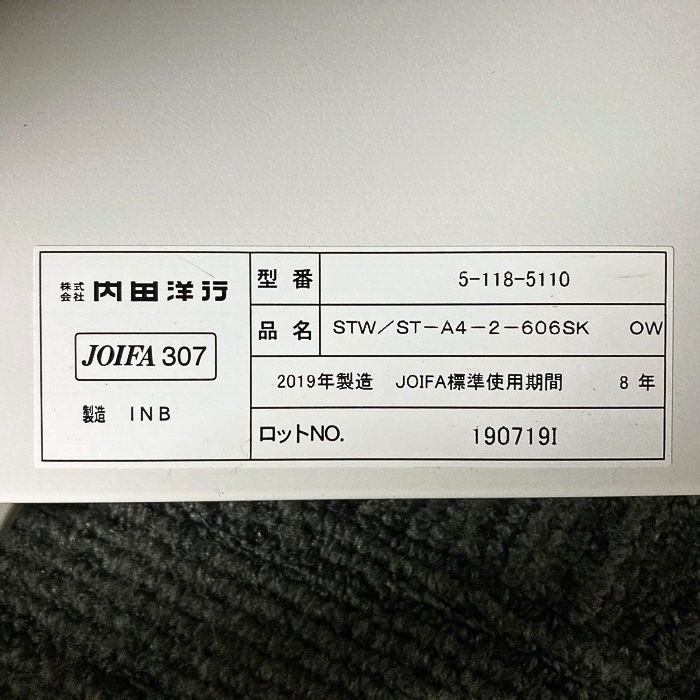 株式会社 内田洋行
JOIFA 307
製造 INB
型番 5-118-5110
品名 STW／ST－A4－2－606SK OW
2019年製造 JOIFA標準使用期間 8年
ロットNO. 190719I